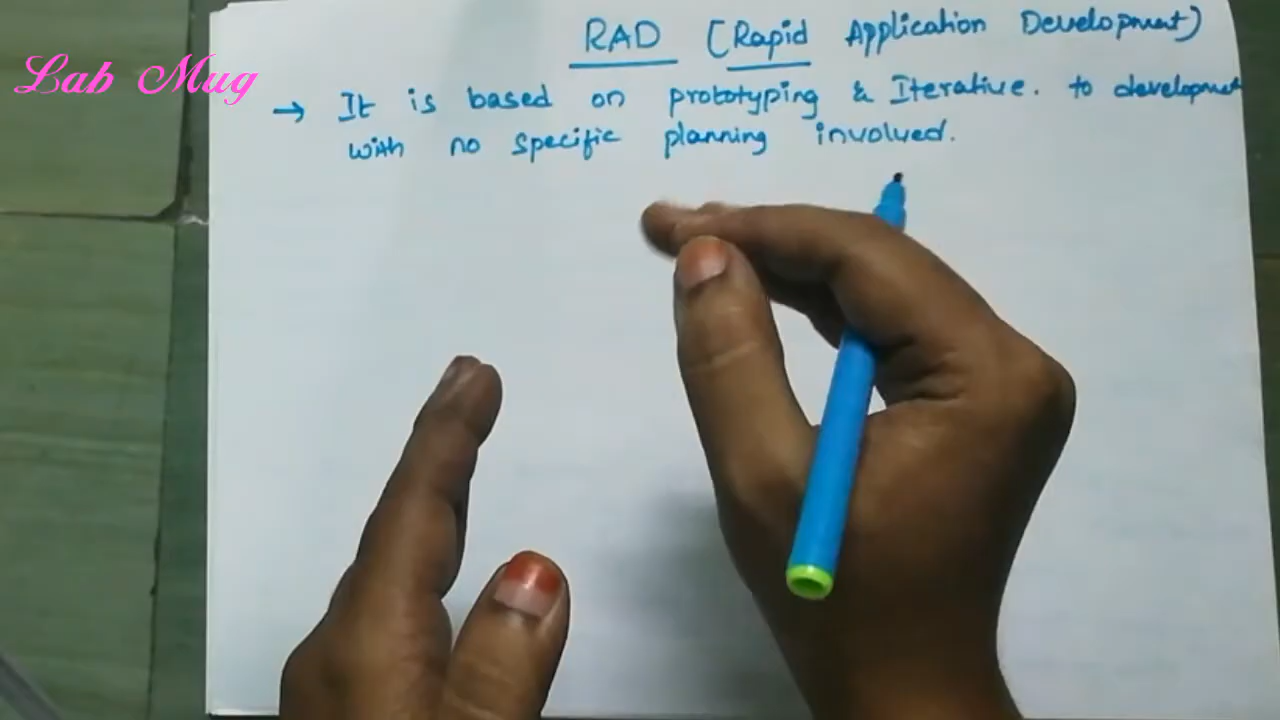 Lab Mug
RAD (Rapid Application Development)
→ It is based on prototyping & Iterative. to development
with no specific planning involved.